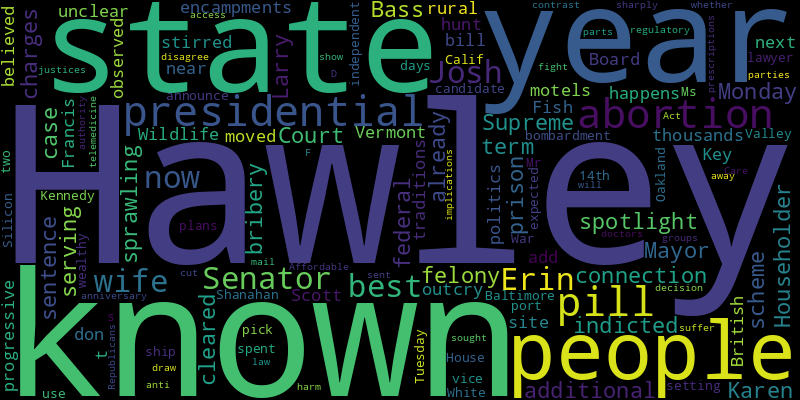 believed
charges
unclear
encampments
access
Bass
rural
contrast
sharply
whether
state
year
stirred
disagree
near
observed
justices
Larry
independent
show
D
days
Calif
hunt
bill
Josh
candidate
fight
parts
regulatory
Board
next
lawyer
parties
prescriptions
motels
happens
Ms
Monday
announce
presidential
abortion
case
Francis
authority
telemedicine
Wildlife
moved
Court
Vermont
Supreme
Fish
Act
bombardment
thousands
Valley
term
Key
two
Silicon
Hawley
Kennedy
sprawling
now
bribery
F
federal
traditions
already
implications
politics
prison
Mr
expected
14th
will
Oakland
away
fare
spotlight
doctors
groups
Mayor
War
plans
serving
wealthy
sentence
mail
Affordable
add
wife
cut
Senator
sent
best
felony
outcry
Erin
connection
decision
scheme
Householder
progressive
anniversary
Shanahan
Scott
Baltimore
port
site
pill
indicted
suffer
British
known
people
don
t
S
Republicans
ship
draw
anti
use
cleared
pick
spent
law
harm
Tuesday
sought
House
vice
White
additional
setting
Karen